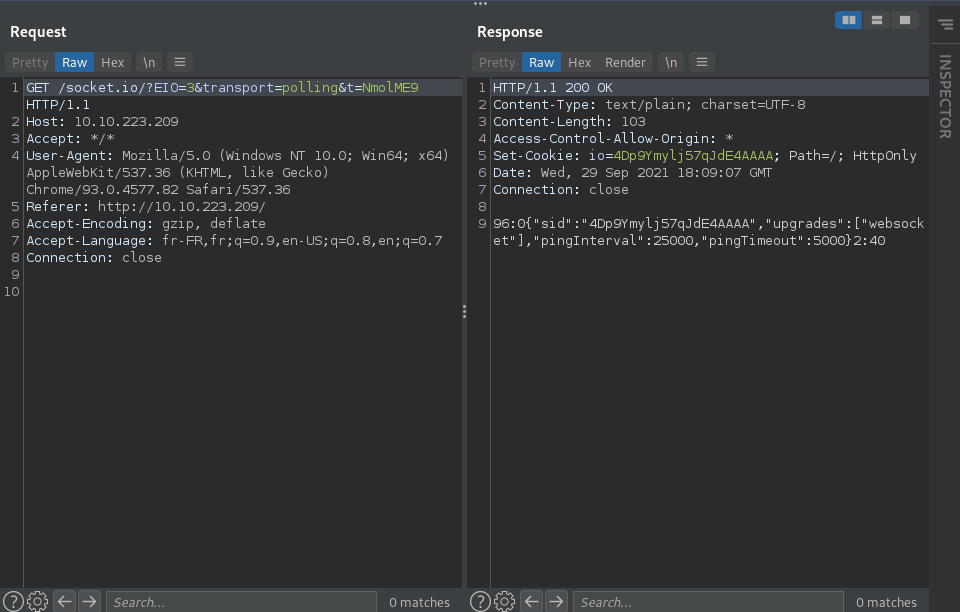 Request
Pretty Raw Hex \n
1 GET /socket.io/?EIO=3&transport=polling&t=NmolME9
HTTP/1.1
2 Host: 10.10.223.209
3 Accept: */*
4 User-Agent: Mozilla/5.0 (Windows NT 10.0; Win64; x64)
AppleWebKit/537.36 (KHTML, like Gecko)
Chrome/93.0.4577.82 Safari/537.36
5 Referer: http://10.10.223.209/
6 Accept-Encoding: gzip, deflate
7 Accept-Language: fr-FR,fr;q=0.9,en-US;q=0.8,en;q=0.7
8 Connection: close
9
10
? Search... 0 matches
Response
Pretty Raw Hex Render \n
1 HTTP/1.1 200 OK
2 Content-Type: text/plain; charset=UTF-8
3 Content-Length: 103
4 Access-Control-Allow-Origin: *
5 Set-Cookie: io=4Dp9Ymylj57qJdE4AAAA; Path=/; HttpOnly
6 Date: Wed, 29 Sep 2021 18:09:07 GMT
7 Connection: close
8
9 96:0{"sid":"4Dp9Ymylj57qJdE4AAAA","upgrades":["websock
et"],"pingInterval":25000,"pingTimeout":5000}2:40
? Search... 0 matches
INSPECTOR